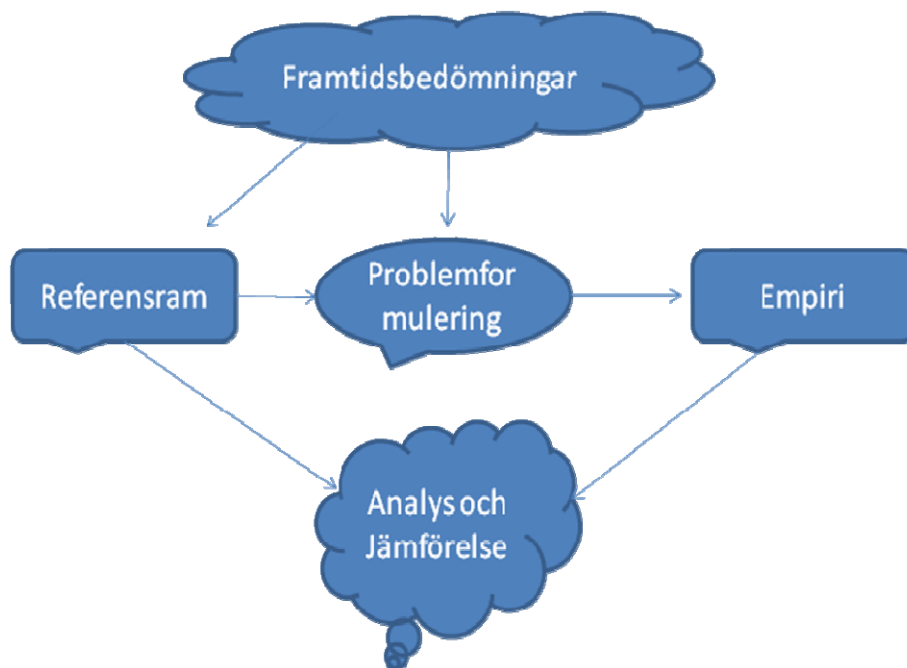 Framtidsbedömningar
Referensram
Problemfor
mulering
Empiri
Analys och
Jämförelse